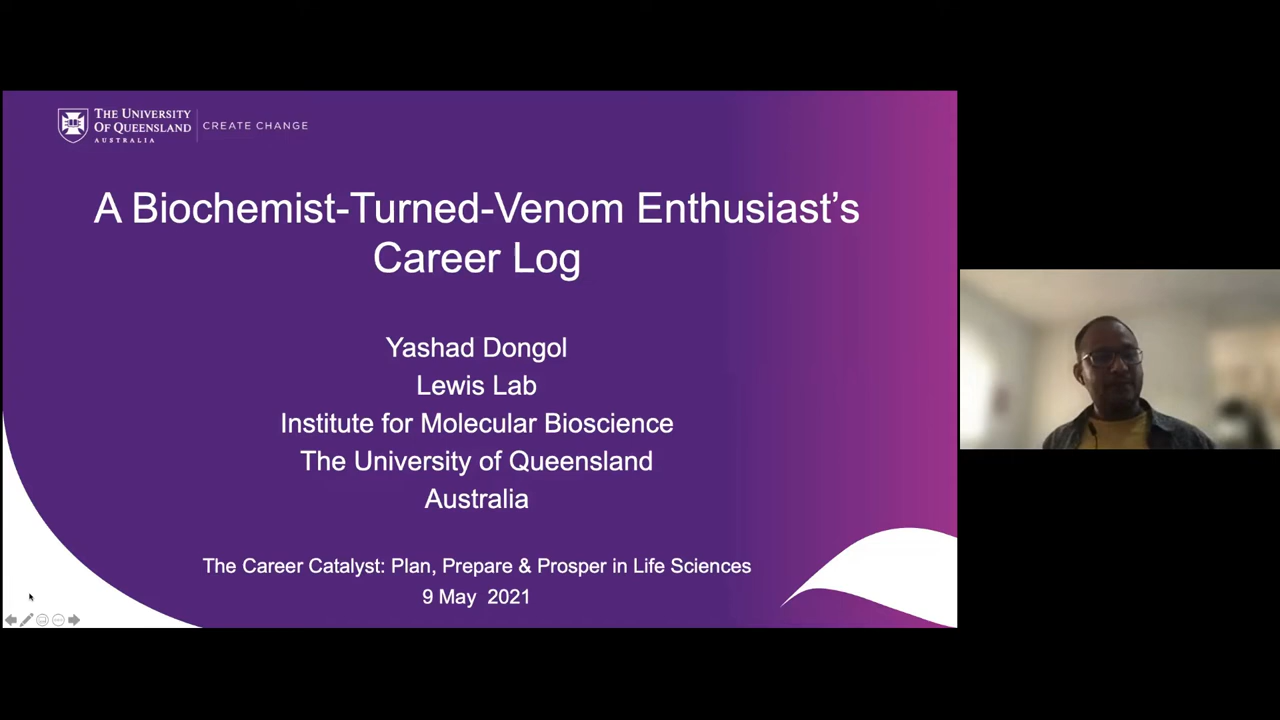 THE UNIVERSITY
OF QUEENSLAND
AUSTRALIA
CREATE CHANGE
A Biochemist-Turned-Venom Enthusiast’s
Career Log
Yashad Dongol
Lewis Lab
Institute for Molecular Bioscience
The University of Queensland
Australia
The Career Catalyst: Plan, Prepare & Prosper in Life Sciences
9 May 2021